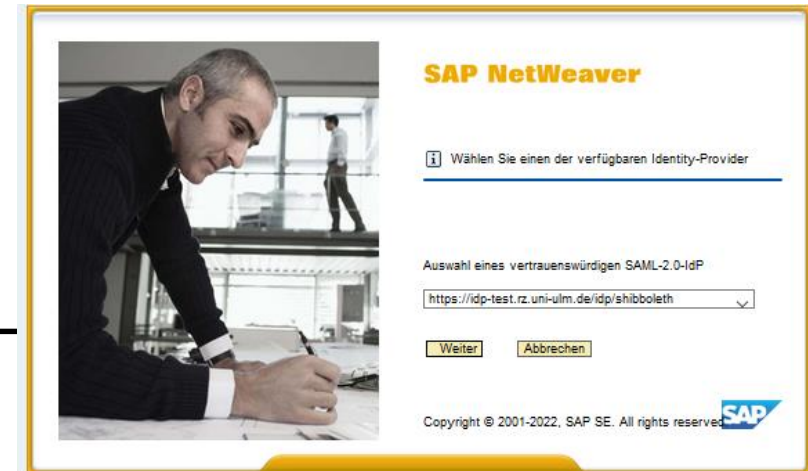 SAP NetWeaver
Wählen Sie einen der verfügbaren Identity-Provider
Auswahl eines vertrauenswürdigen SAML-2.0-IdP
https://idp-test.rz.uni-ulm.de/idp/shibboleth
Weiter Abbrechen
Copyright © 2001-2022, SAP SE. All rights reserved
SAP